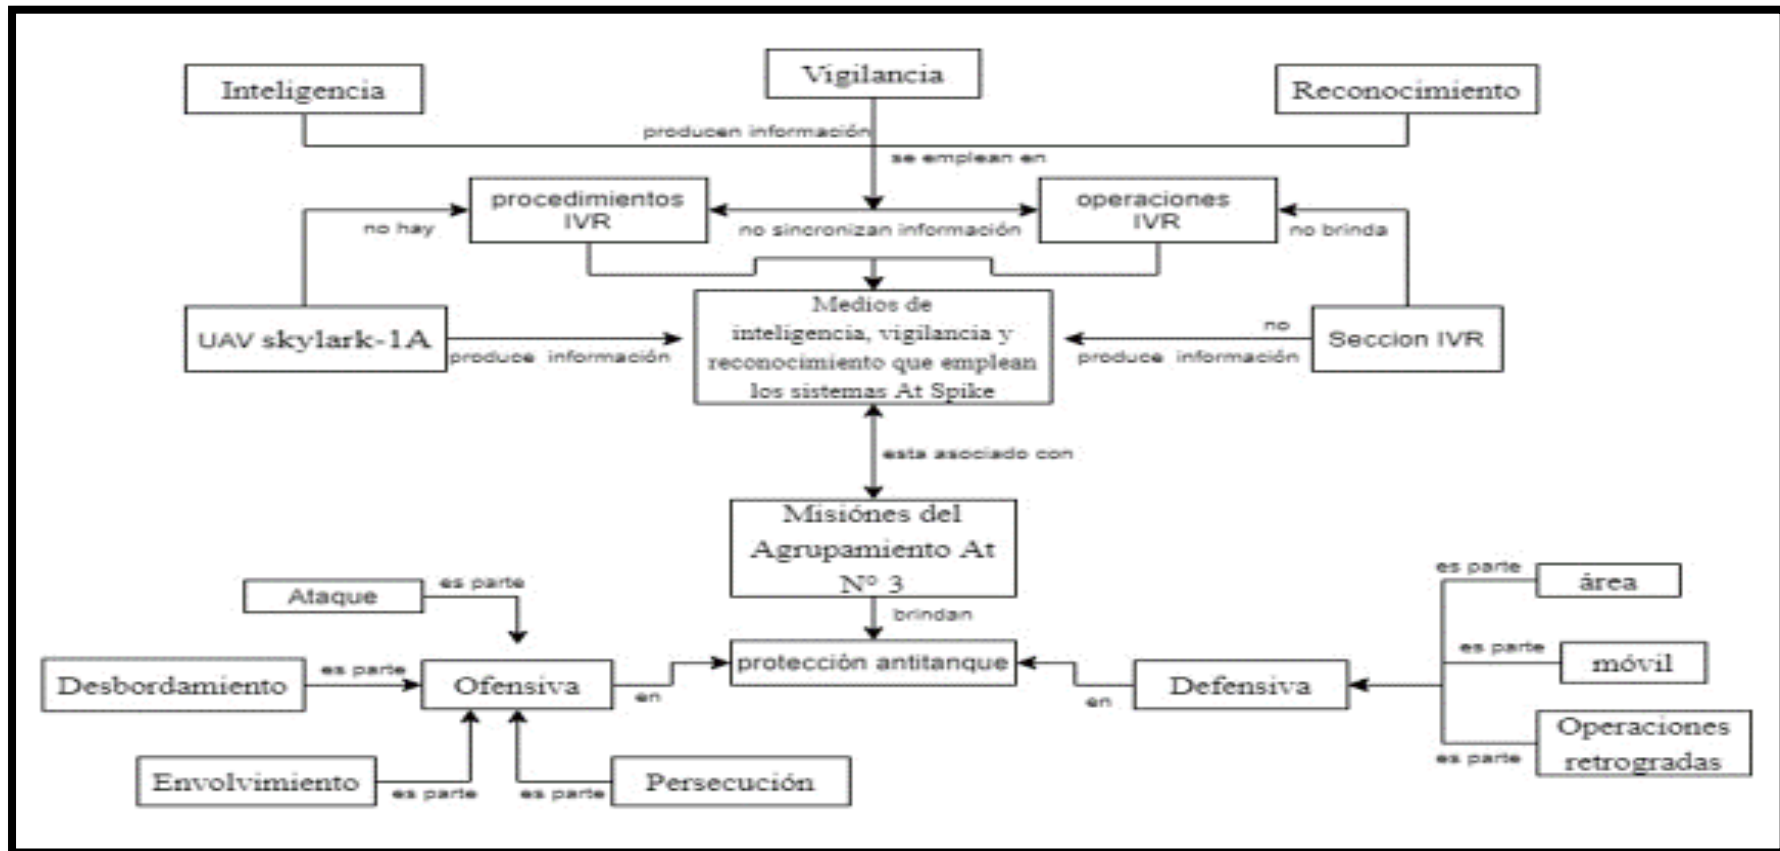 Inteligencia
Vigilancia
Reconocimiento
producen información
se emplean en
procedimientos
IVR
operaciones
IVR
no hay
no sincronizan información
no brinda
Medios de
inteligencia, vigilancia y
reconocimiento que emplean
los sistemas At Spike
UAV skylark-1A
produce información
no
produce información
Seccion IVR
esta asociado con
Misiónes del
Agrupamiento At
Nº 3
brindan
Ataque
es parte
es parte
área
Desbordamiento
es parte
Ofensiva
en
protección antitanque
en
Defensiva
es parte
móvil
Envolvimiento
es parte
es parte
Persecución
es parte
Operaciones
retrogradas